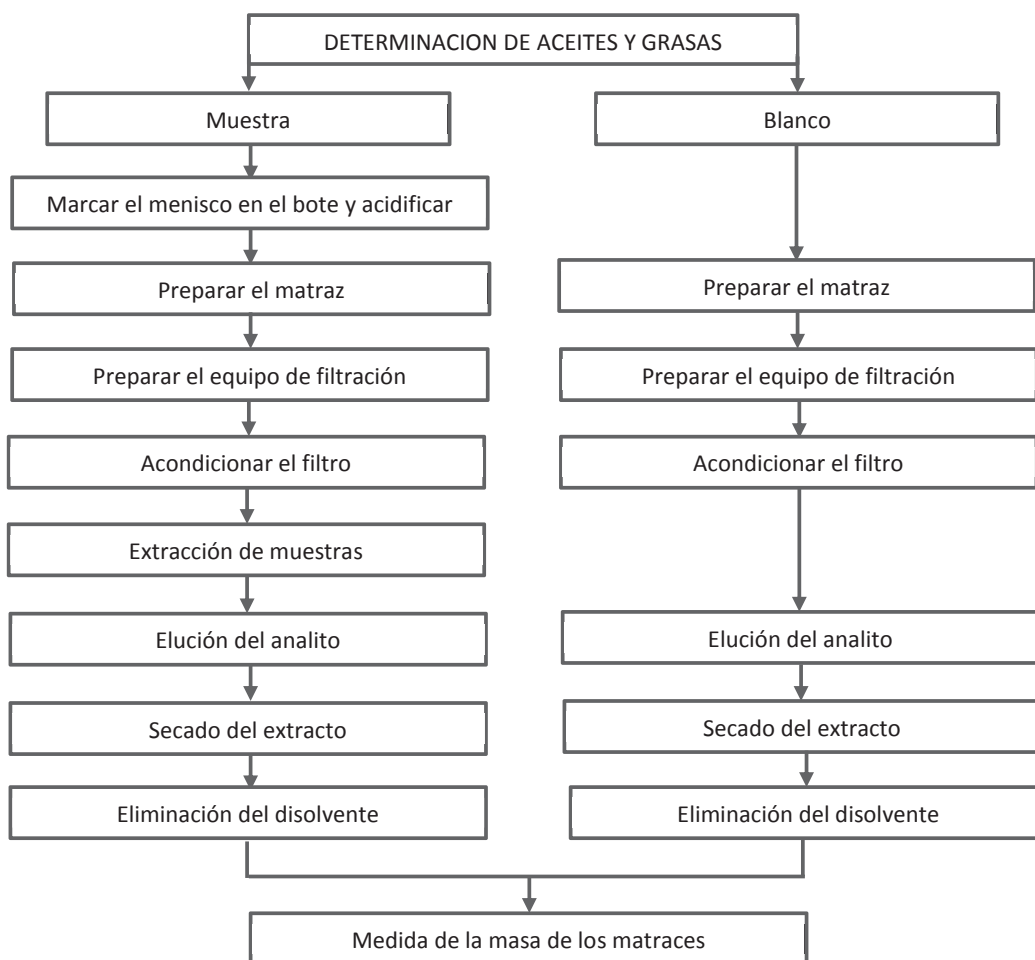 DETERMINACION DE ACEITES Y GRASAS
Muestra
Blanco
Marcar el menisco en el bote y acidificar
Preparar el matraz
Preparar el matraz
Preparar el equipo de filtración
Preparar el equipo de filtración
Acondicionar el filtro
Acondicionar el filtro
Extracción de muestras
Elución del analito
Elución del analito
Secado del extracto
Secado del extracto
Eliminación del disolvente
Eliminación del disolvente
Medida de la masa de los matraces